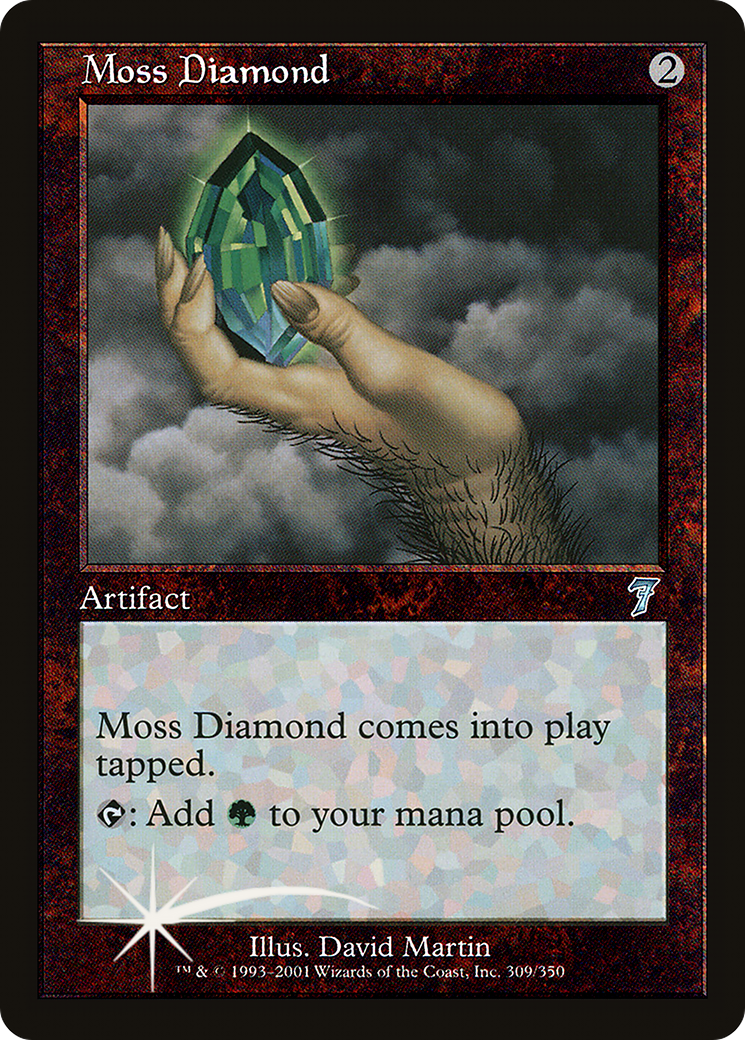 Moss Diamond 2
Artifact 7
Moss Diamond comes into play
tapped.
: Add to your mana pool.
Illus. David Martin
™ & © 1993–2001 Wizards of the Coast, Inc. 309/350